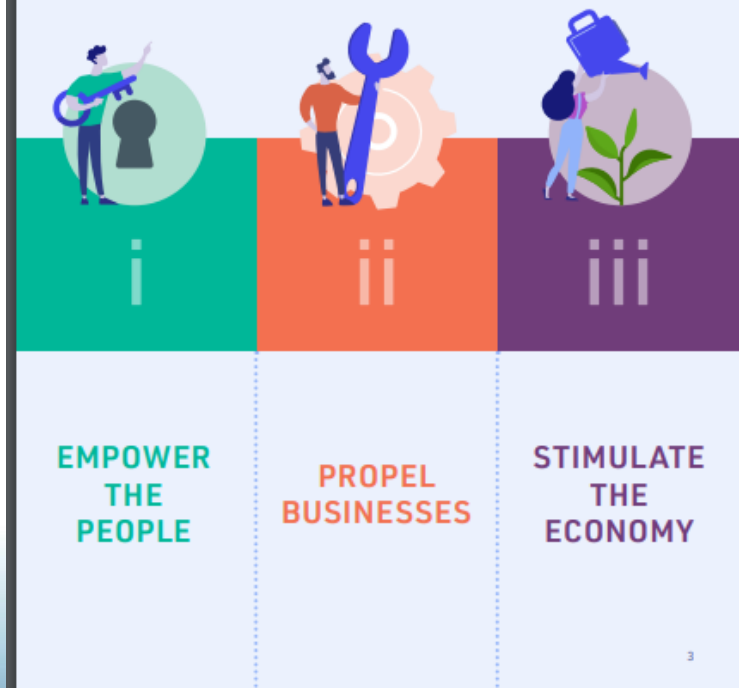 i
ii
iii
EMPOWER
THE
PEOPLE
PROPEL
BUSINESSES
STIMULATE
THE
ECONOMY
3